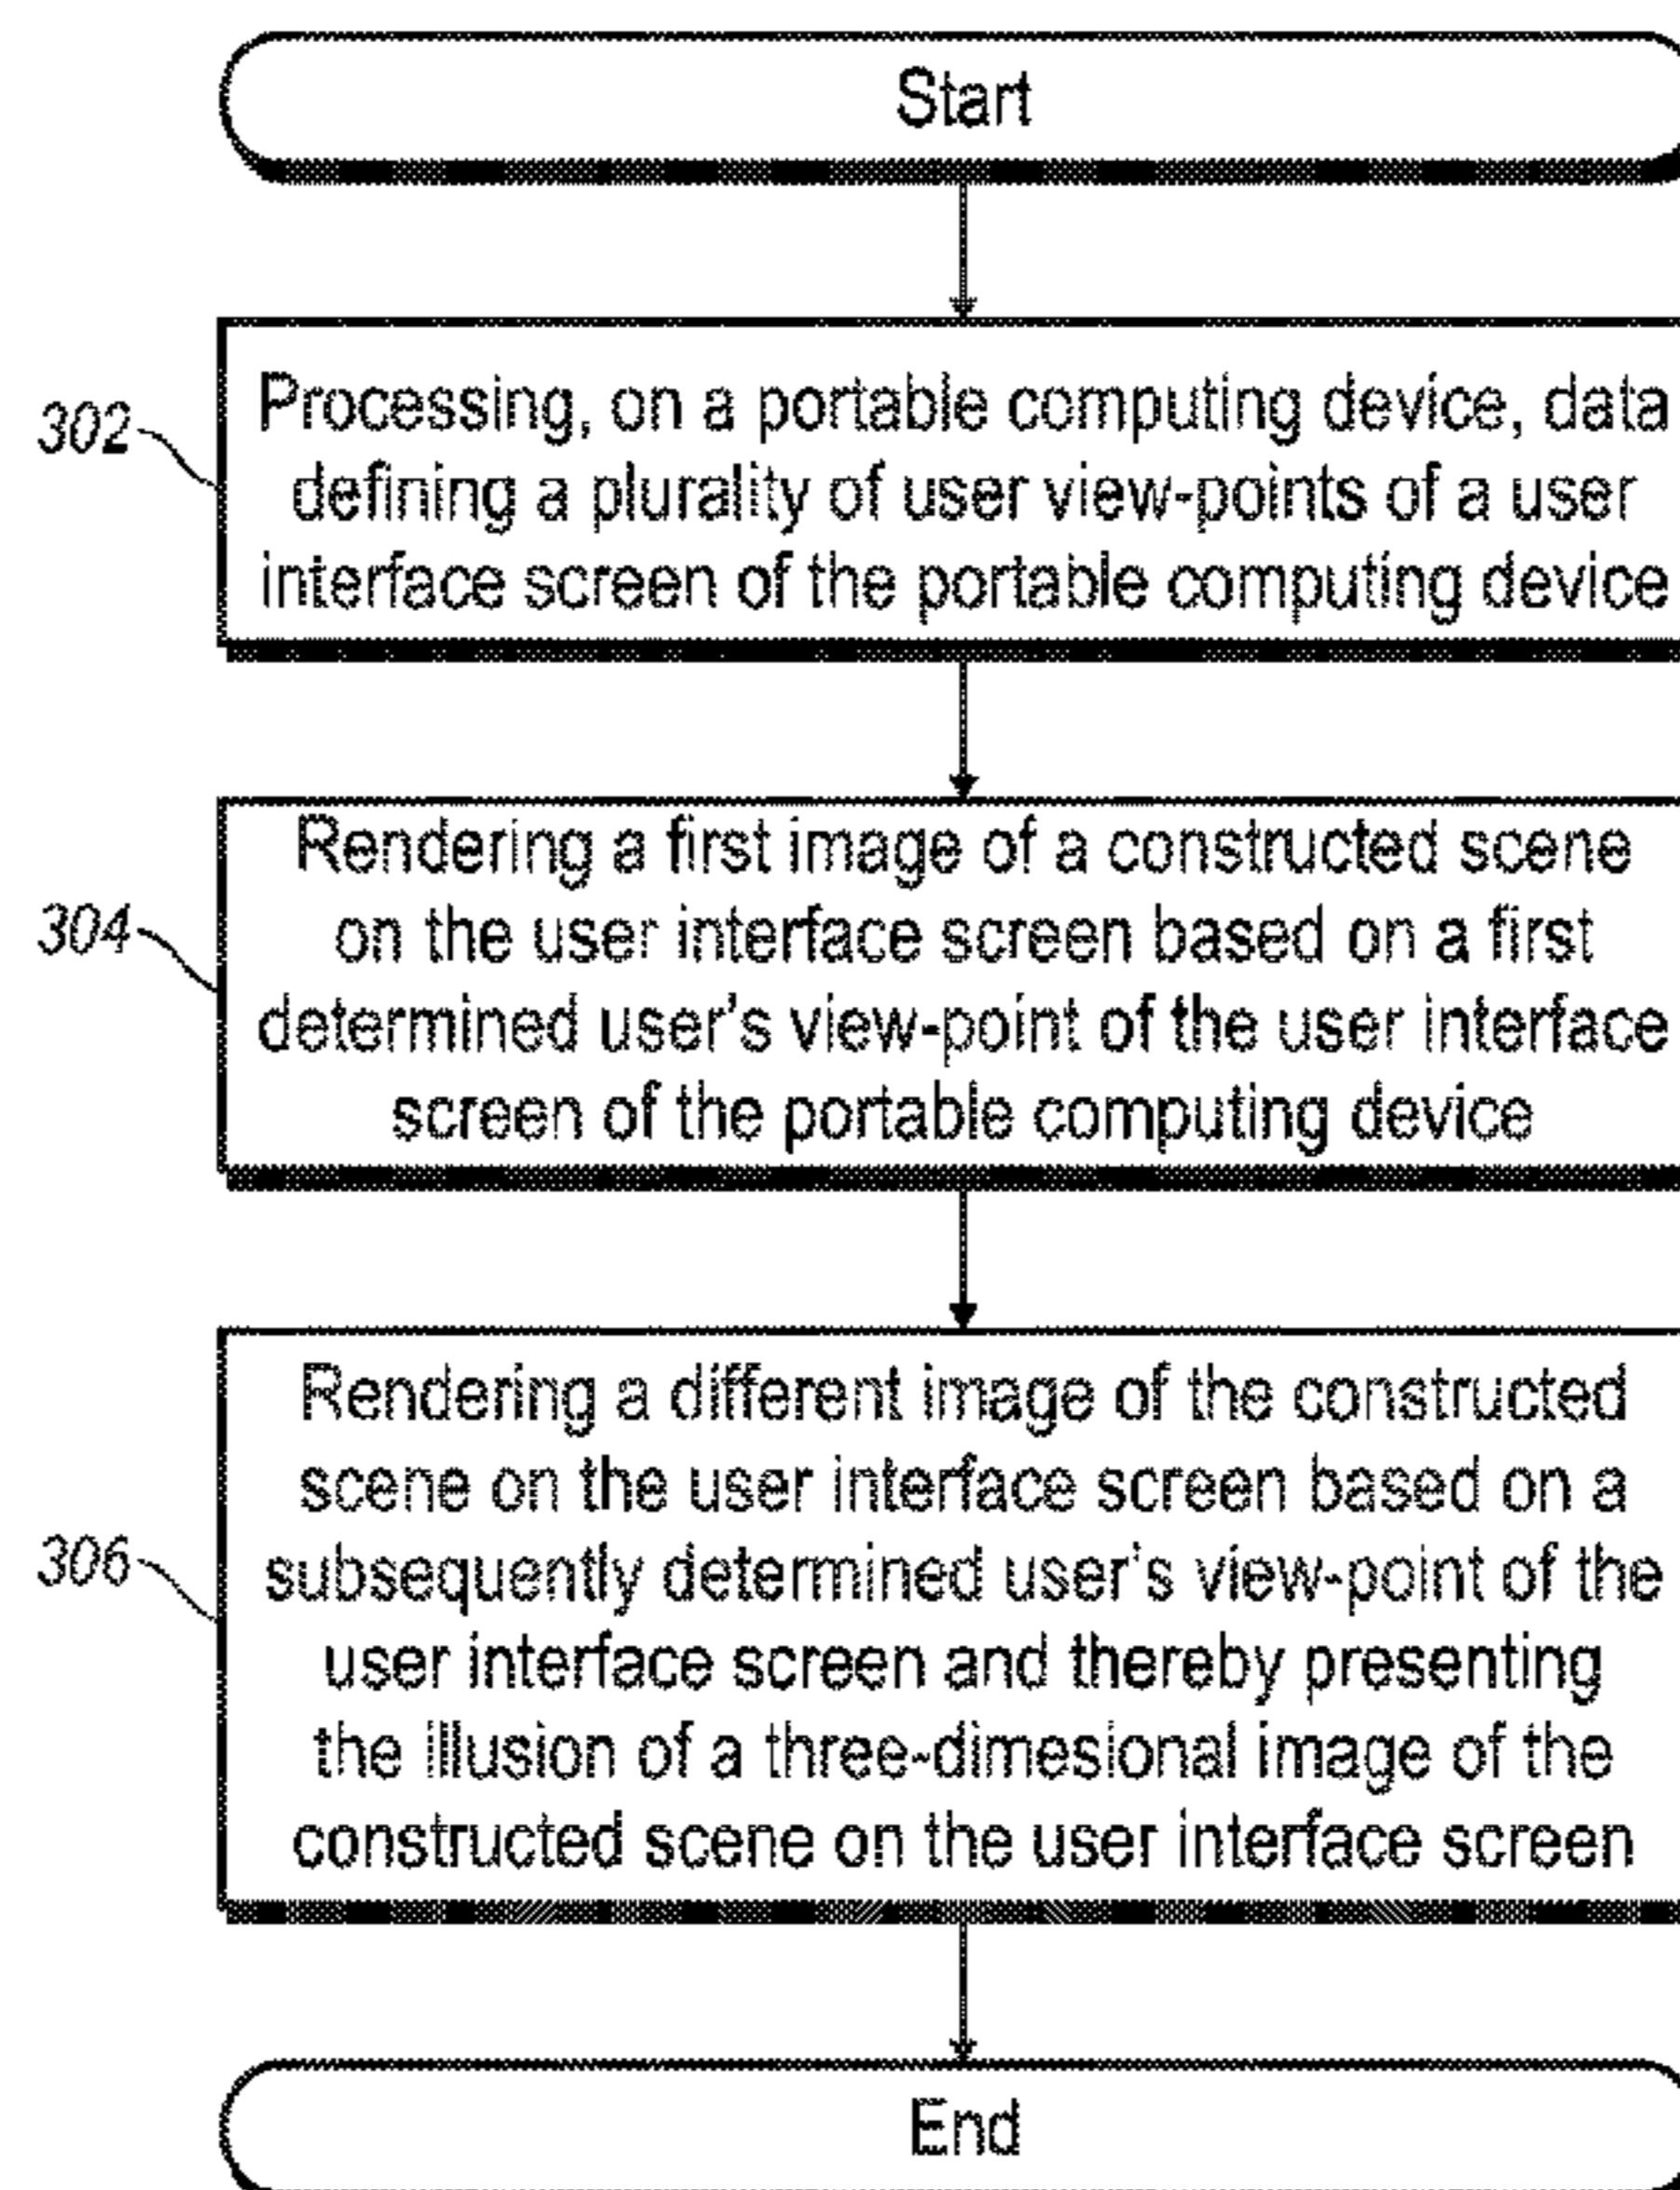 Start
302
Processing, on a portable computing device, data
defining a plurality of user view-points of a user
interface screen of the portable computing device
304
Rendering a first image of a constructed scene
on the user interface screen based on a first
determined user's view-point of the user interface
screen of the portable computing device
306
Rendering a different image of the constructed
scene on the user interface screen based on a
subsequently determined user's view-point of the
user interface screen and thereby presenting
the illusion of a three-dimesional image of the
constructed scene on the user interface screen
End